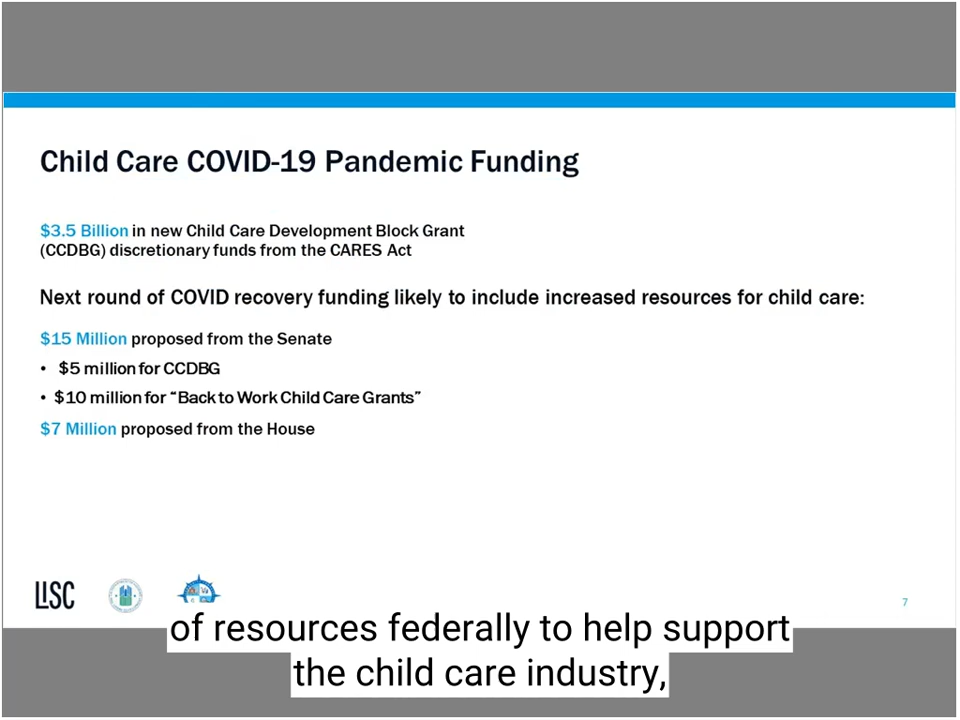 Child Care COVID-19 Pandemic Funding
$3.5 Billion in new Child Care Development Block Grant
(CCDBG) discretionary funds from the CARES Act
Next round of COVID recovery funding likely to include increased resources for child care:
$15 Million proposed from the Senate
• $5 million for CCDBG
• $10 million for “Back to Work Child Care Grants”
$7 Million proposed from the House
LISC
7
of resources federally to help support
the child care industry,